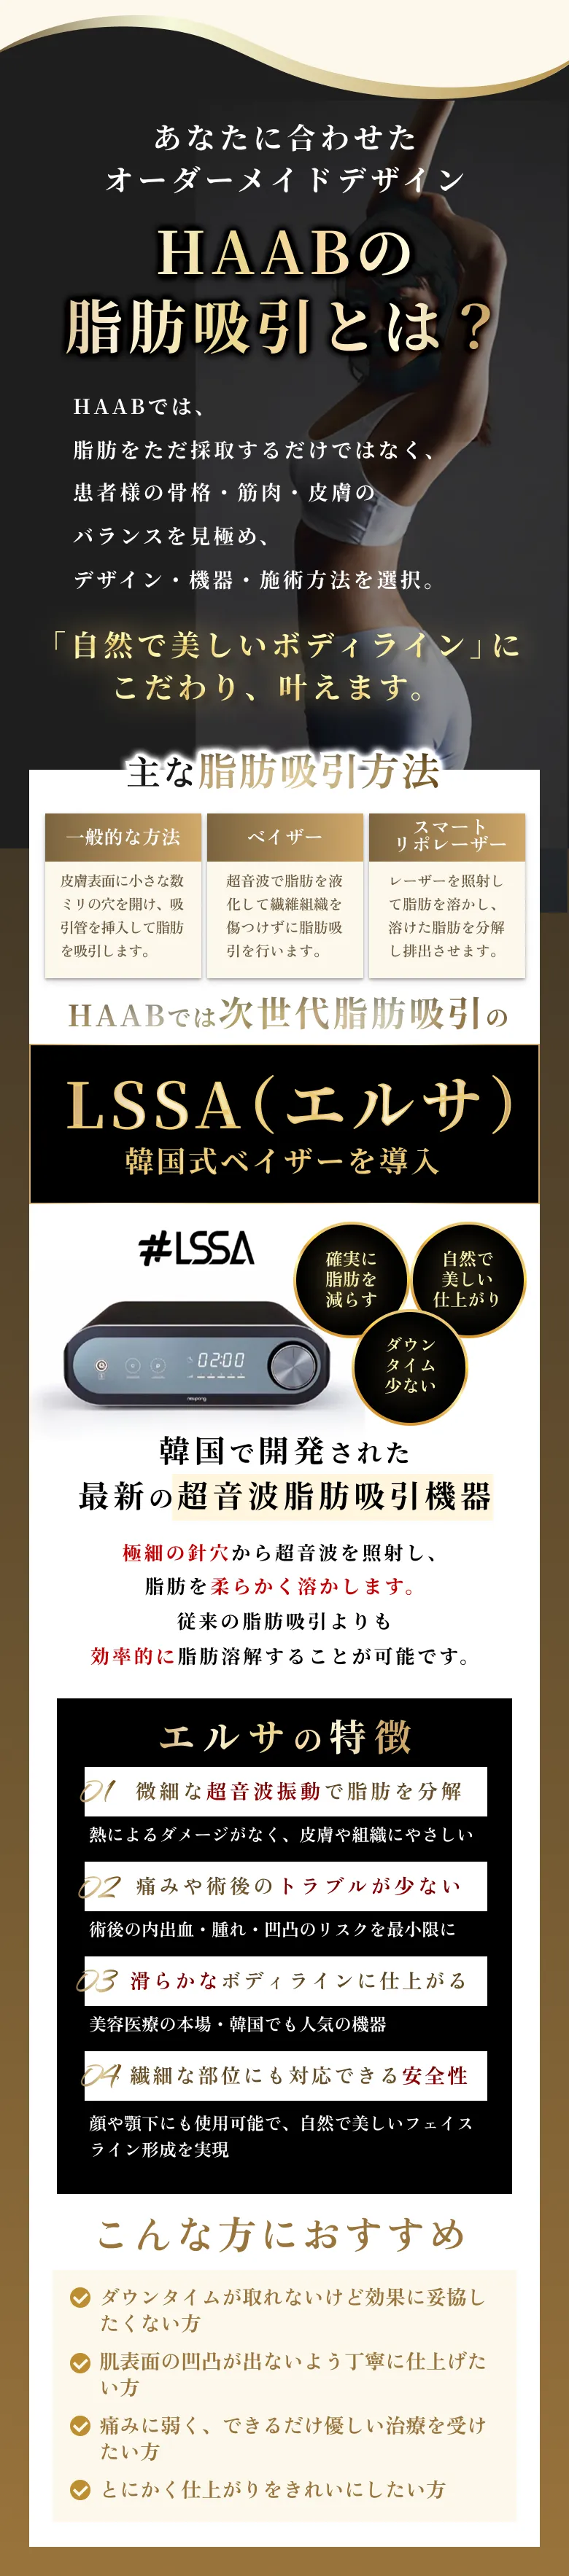 あなたに合わせた
オーダーメイドデザイン
HAABの
脂肪吸引とは？
HAABでは、
脂肪をただ採取するだけではなく、
患者様の骨格・筋肉・皮膚の
バランスを見極め、
デザイン・機器・施術方法を選択。
「自然で美しいボディライン」に
こだわり、叶えます。
主な脂肪吸引方法
一般的な方法
皮膚表面に小さな数
ミリの穴を開け、吸
引管を挿入して脂肪
を吸引します。
ベイザー
超音波で脂肪を液
化して繊維組織を
傷つけずに脂肪吸
引を行います。
スマート
リポレーザー
レーザーを照射し
て脂肪を溶かし、
溶けた脂肪を分解
し排出させます。
HAABでは次世代脂肪吸引の
LSSA（エルサ）
韓国式ベイザーを導入
#LSSA
確実に
脂肪を
減らす
自然で
美しい
仕上がり
ダウン
タイム
少ない
02:00
韓国で開発された
最新の超音波脂肪吸引機器
極細の針穴から超音波を照射し、
脂肪を柔らかく溶かします。
従来の脂肪吸引よりも
効率的に脂肪溶解することが可能です。
エルサの特徴
01 微細な超音波振動で脂肪を分解
熱によるダメージがなく、皮膚や組織にやさしい
02 痛みや術後のトラブルが少ない
術後の内出血・腫れ・凹凸のリスクを最小限に
03 滑らかなボディラインに仕上がる
美容医療の本場・韓国でも人気の機器
04 繊細な部位にも対応できる安全性
顔や顎下にも使用可能で、自然で美しいフェイス
ライン形成を実現
こんな方におすすめ
ダウンタイムが取れないけど効果に妥協し
たくない方
肌表面の凹凸が出ないよう丁寧に仕上げた
い方
痛みに弱く、できるだけ優しい治療を受け
たい方
とにかく仕上がりをきれいにしたい方